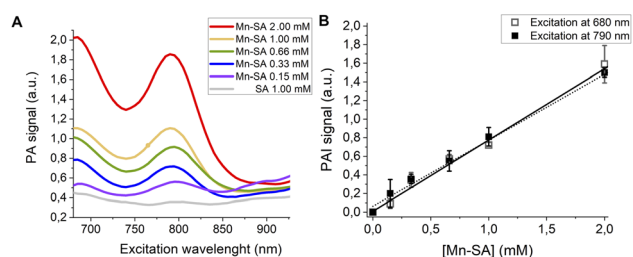 A
Mn-SA 2.00 mM
Mn-SA 1.00 mM
Mn-SA 0.66 mM
Mn-SA 0.33 mM
Mn-SA 0.15 mM
SA 1.00 mM
PA signal (a.u.)
2,2
2,0
1,8
1,6
1,4
1,2
1,0
0,8
0,6
0,4
0,2
700 750 800 850 900
Excitation wavelenght (nm)
B
Excitation at 680 nm
Excitation at 790 nm
PAI signal (a.u.)
2,0
1,8
1,6
1,4
1,2
1,0
0,8
0,6
0,4
0,2
0,0
0,0 0,5 1,0 2,0
[Mn-SA] (mM)